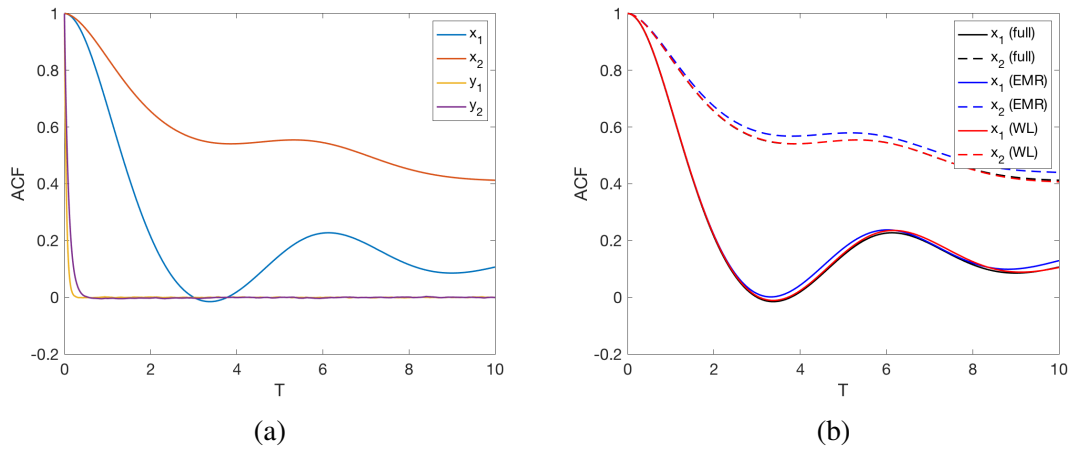 1
0.8
0.6
0.4
0.2
0
-0.2
ACF
0 2 4 6 8 10
T
x1
x2
y1
y2
(a)
1
0.8
0.6
0.4
0.2
0
-0.2
ACF
0 2 4 6 8 10
T
x1 (full)
x2 (full)
x1 (EMR)
x2 (EMR)
x1 (WL)
x2 (WL)
(b)